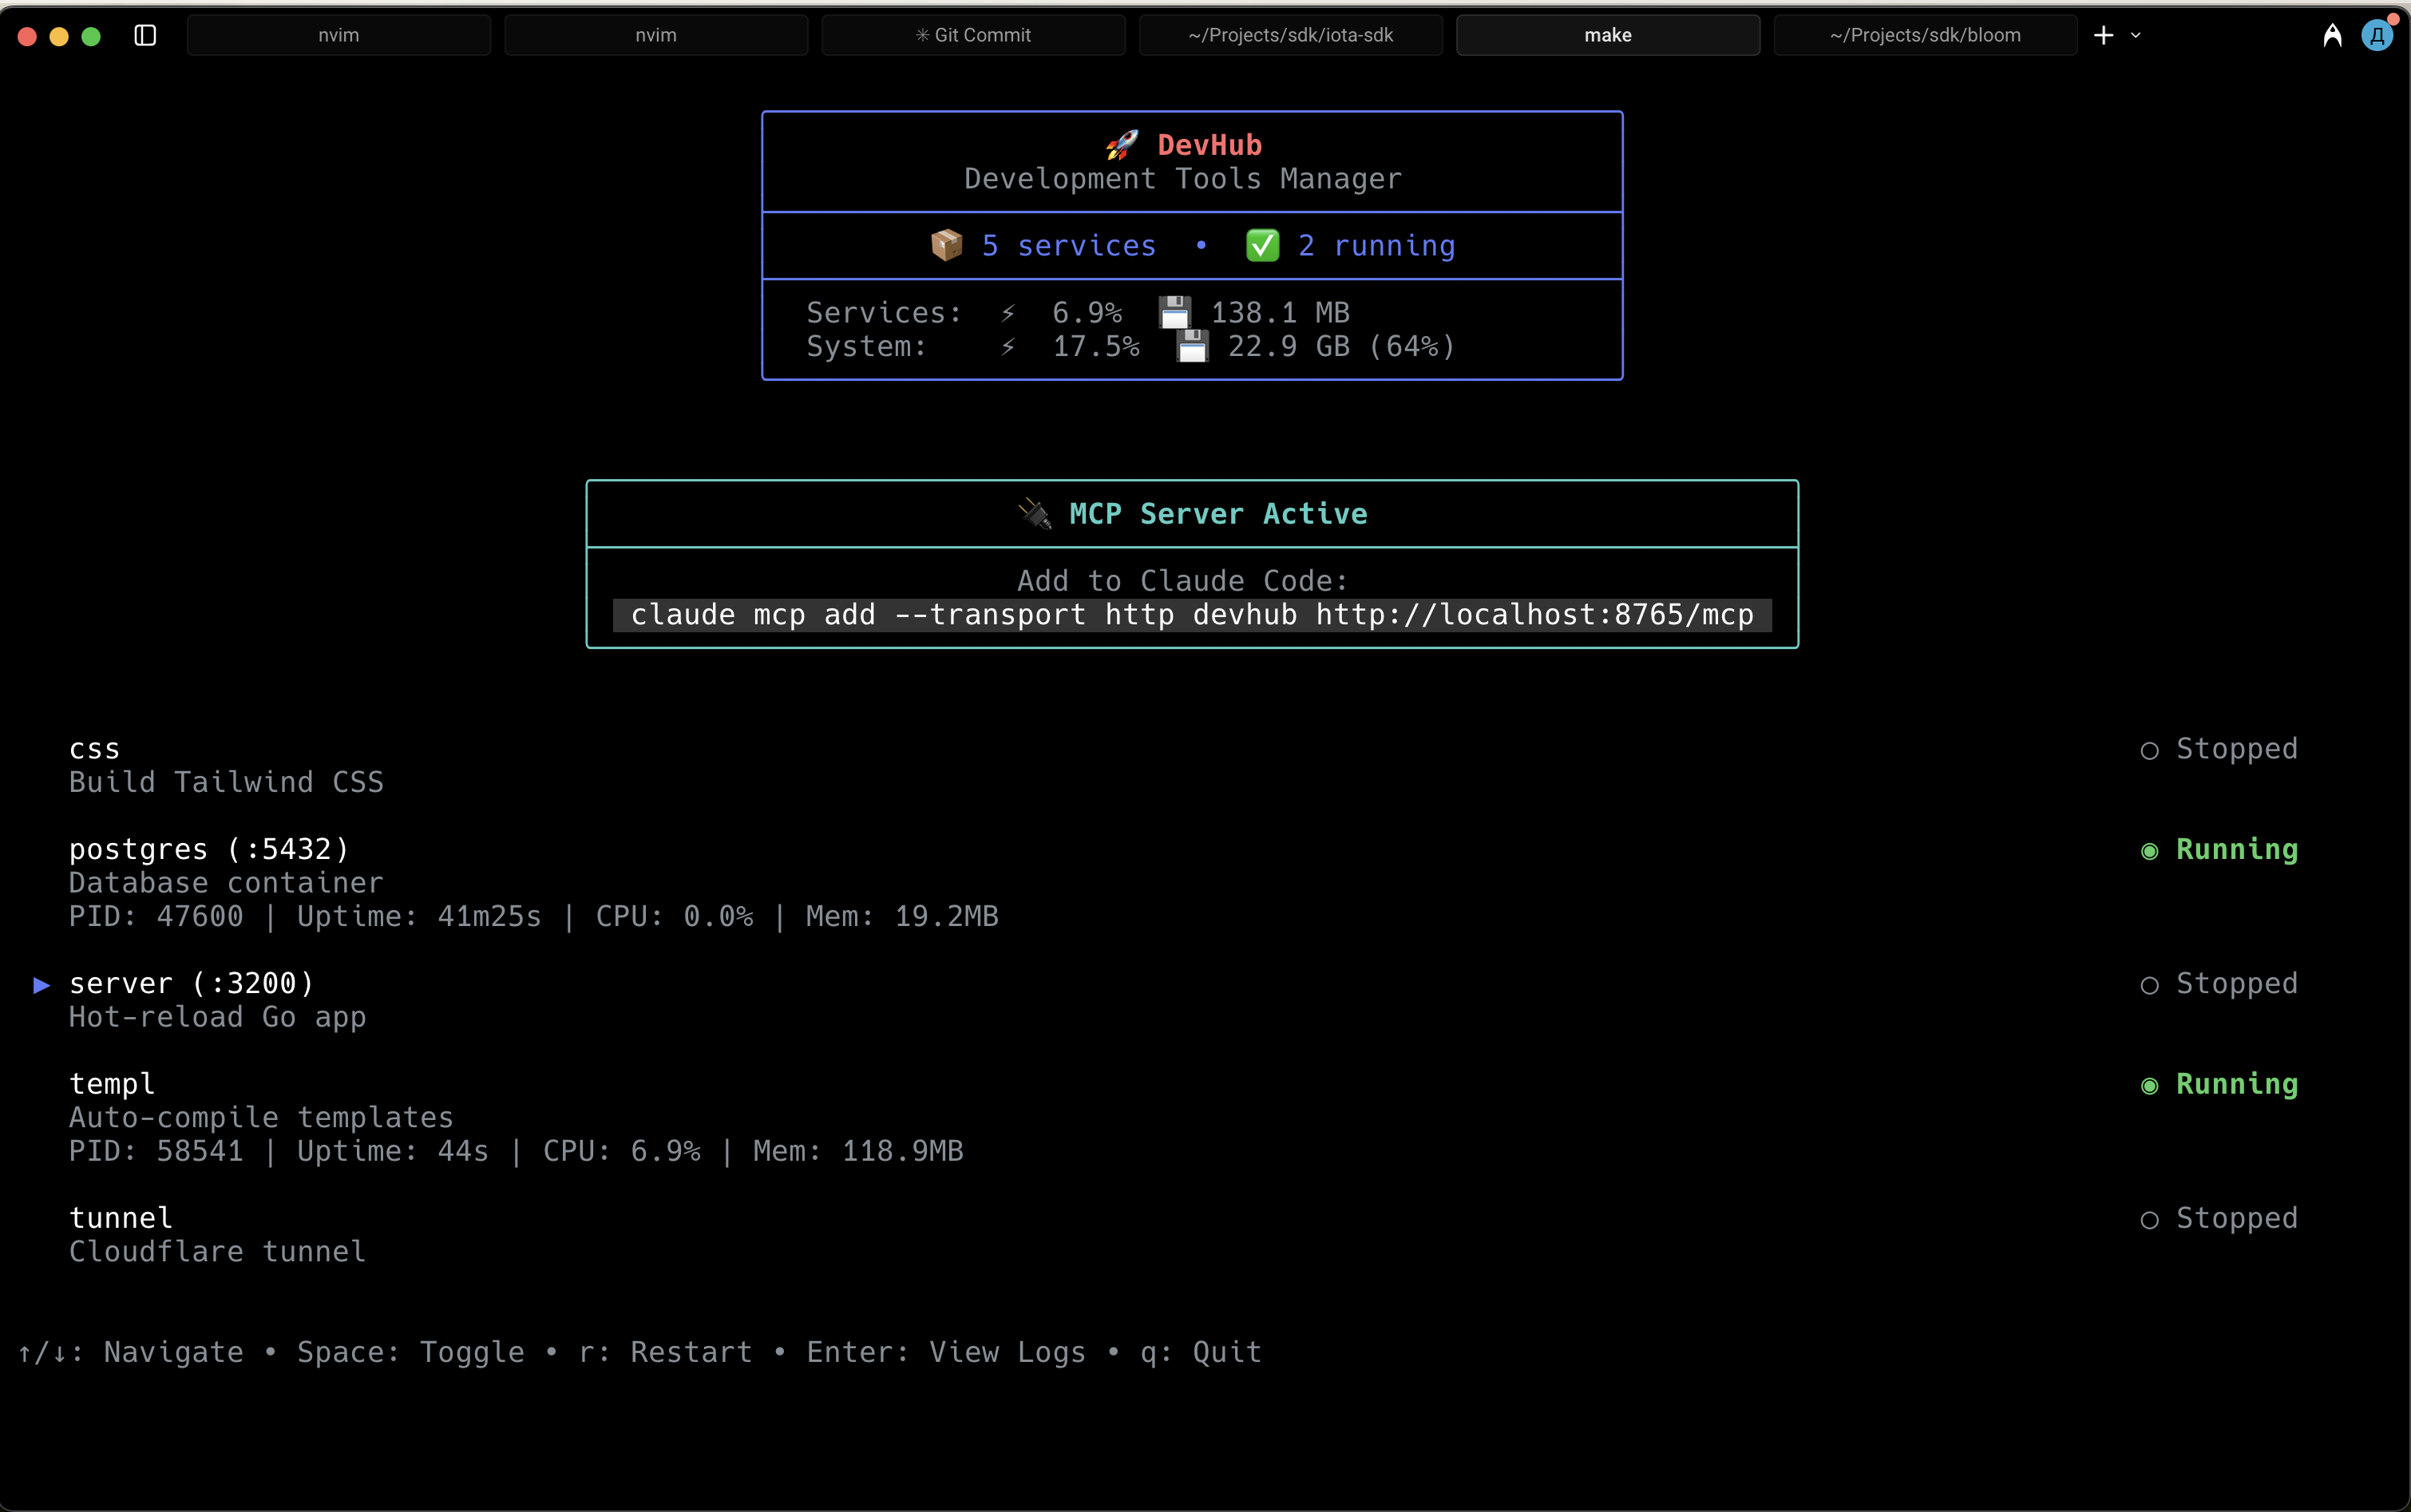 nvim
nvim
✳ Git Commit
~/Projects/sdk/iota-sdk
make
~/Projects/sdk/bloom
Д
🚀 DevHub
Development Tools Manager
📦 5 services • ✅ 2 running
Services: ⚡ 6.9% 💾 138.1 MB
System: ⚡ 17.5% 💾 22.9 GB (64%)
🔌 MCP Server Active
Add to Claude Code:
claude mcp add --transport http devhub http://localhost:8765/mcp
css ○ Stopped
Build Tailwind CSS
postgres (:5432) ◉ Running
Database container
PID: 47600 | Uptime: 41m25s | CPU: 0.0% | Mem: 19.2MB
▶ server (:3200) ○ Stopped
Hot-reload Go app
templ ◉ Running
Auto-compile templates
PID: 58541 | Uptime: 44s | CPU: 6.9% | Mem: 118.9MB
tunnel ○ Stopped
Cloudflare tunnel
↑/↓: Navigate • Space: Toggle • r: Restart • Enter: View Logs • q: Quit